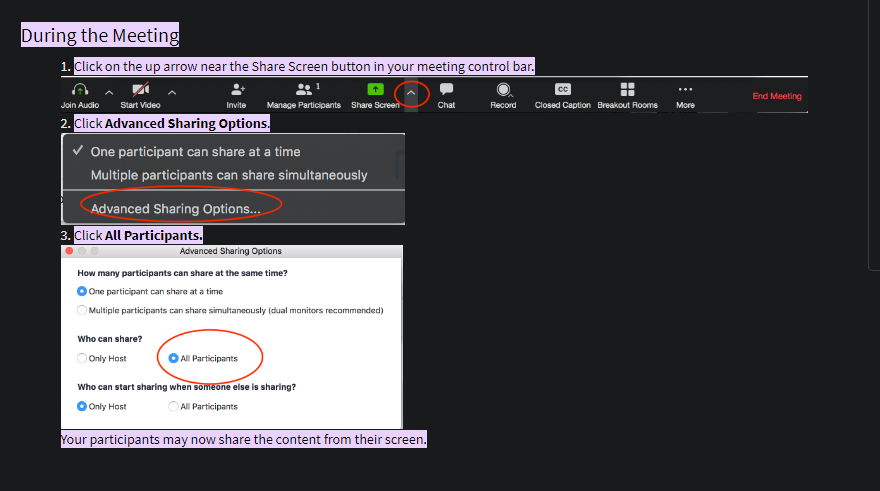 During the Meeting
1. Click on the up arrow near the Share Screen button in your meeting control bar.
1
Join Audio Start Video Invite Manage Participants Share Screen Chat Record CC Closed Caption Breakout Rooms More End Meeting
2. Click Advanced Sharing Options.
One participant can share at a time
Multiple participants can share simultaneously
Advanced Sharing Options...
3. Click All Participants.
Advanced Sharing Options
How many participants can share at the same time?
One participant can share at a time
Multiple participants can share simultaneously (dual monitors recommended)
Who can share?
Only Host All Participants
Who can start sharing when someone else is sharing?
Only Host All Participants
Your participants may now share the content from their screen.